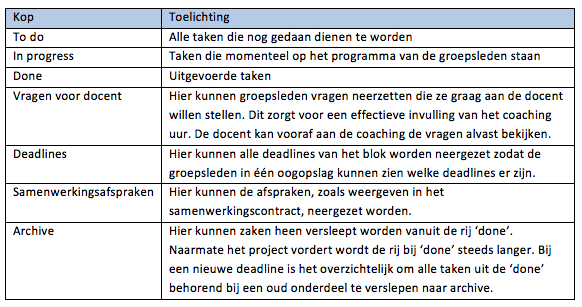 Kop Toelichting
To do Alle taken die nog gedaan dienen te worden
In progress Taken die momenteel op het programma van de groepsleden staan
Done Uitgevoerde taken
Vragen voor docent Hier kunnen groepsleden vragen neerzetten die ze graag aan de docent
willen stellen. Dit zorgt voor een effectieve invulling van het coaching
uur. De docent kan vooraf aan de coaching de vragen alvast bekijken.
Deadlines Hier kunnen alle deadlines van het blok worden neergezet zodat de
groepsleden in één oogopslag kunnen zien welke deadlines er zijn.
Samenwerkingsafspraken Hier kunnen de afspraken, zoals weergeven in het
samenwerkingscontract, neergezet worden.
Archive Hier kunnen zaken heen versleept worden vanuit de rij ‘done’.
Naarmate het project vordert wordt de rij bij ‘done’ steeds langer. Bij
een nieuwe deadline is het overzichtelijk om alle taken uit de ‘done’
behorend bij een oud onderdeel te verslepen naar archive.